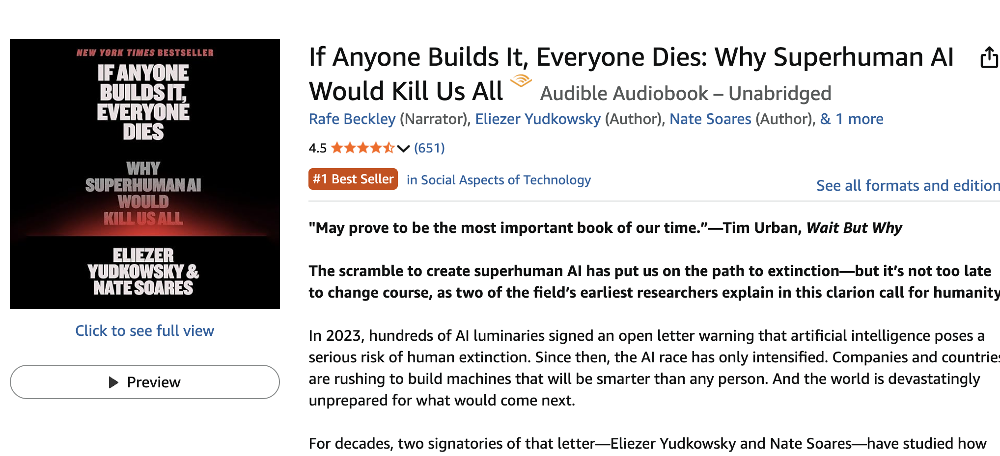 NEW YORK TIMES BESTSELLER
IF ANYONE
BUILDS IT,
EVERYONE
DIES
WHY
SUPERHUMAN AI
WOULD
KILL US ALL
ELIEZER
YUDKOWSKY &
NATE SOARES
Click to see full view
Preview
If Anyone Builds It, Everyone Dies: Why Superhuman AI
Would Kill Us All Audible Audiobook – Unabridged
Rafe Beckley (Narrator), Eliezer Yudkowsky (Author), Nate Soares (Author), & 1 more
4.5 (651)
#1 Best Seller in Social Aspects of Technology
See all formats and edition
"May prove to be the most important book of our time.”—Tim Urban, Wait But Why
The scramble to create superhuman AI has put us on the path to extinction—but it’s not too late
to change course, as two of the field’s earliest researchers explain in this clarion call for humanity
In 2023, hundreds of AI luminaries signed an open letter warning that artificial intelligence poses a
serious risk of human extinction. Since then, the AI race has only intensified. Companies and countries
are rushing to build machines that will be smarter than any person. And the world is devastatingly
unprepared for what would come next.
For decades, two signatories of that letter—Eliezer Yudkowsky and Nate Soares—have studied how